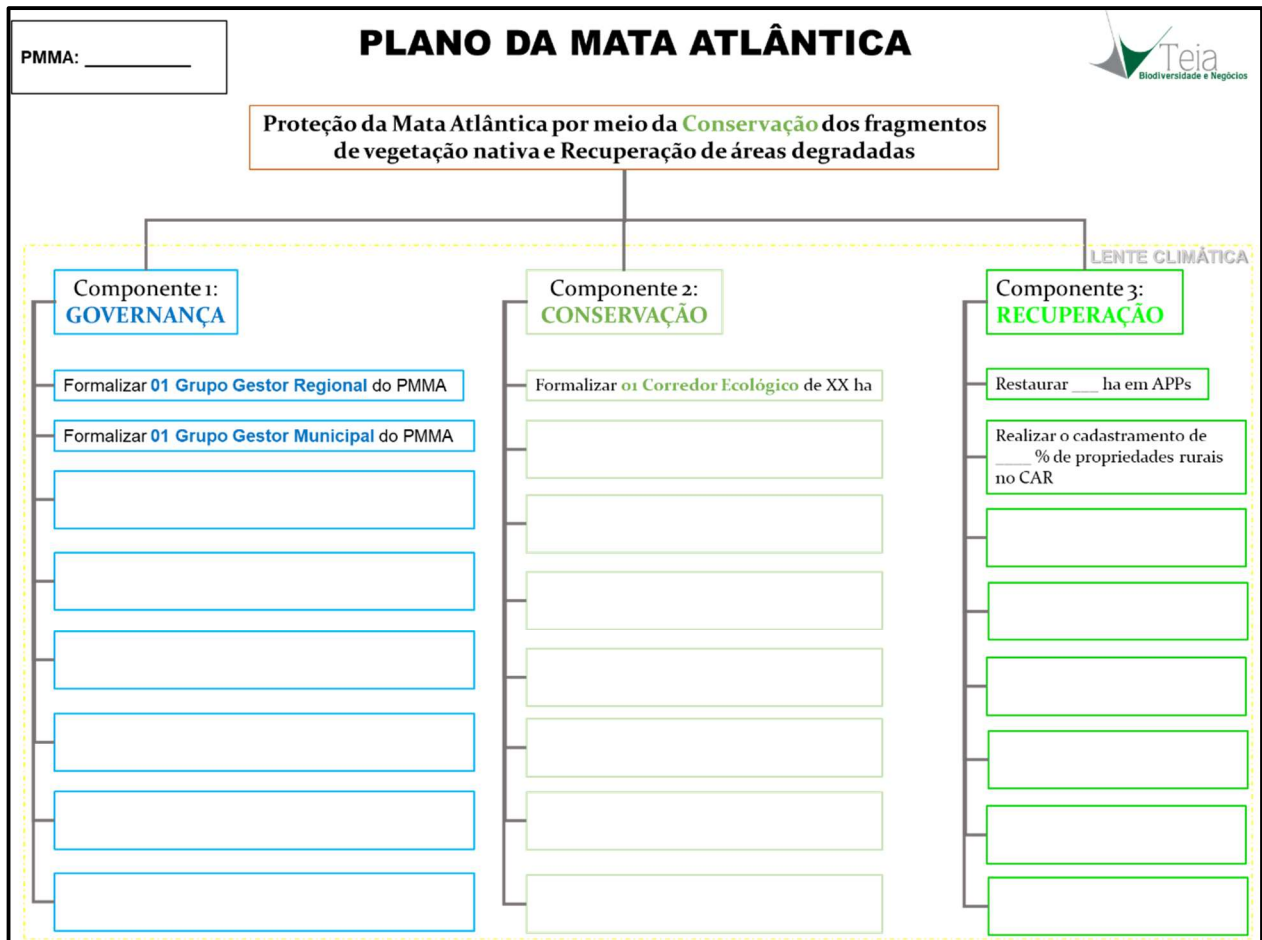 PMMA: ___________
PLANO DA MATA ATLÂNTICA
Teia
Biodiversidade e Negócios
Proteção da Mata Atlântica por meio da Conservação dos fragmentos
de vegetação nativa e Recuperação de áreas degradadas
LENTE CLIMÁTICA
Componente 1:
GOVERNANÇA
Formalizar 01 Grupo Gestor Regional do PMMA
Formalizar 01 Grupo Gestor Municipal do PMMA
Componente 2:
CONSERVAÇÃO
Formalizar 01 Corredor Ecológico de XX ha
Componente 3:
RECUPERAÇÃO
Restaurar ___ ha em APPs
Realizar o cadastramento de
____ % de propriedades rurais
no CAR